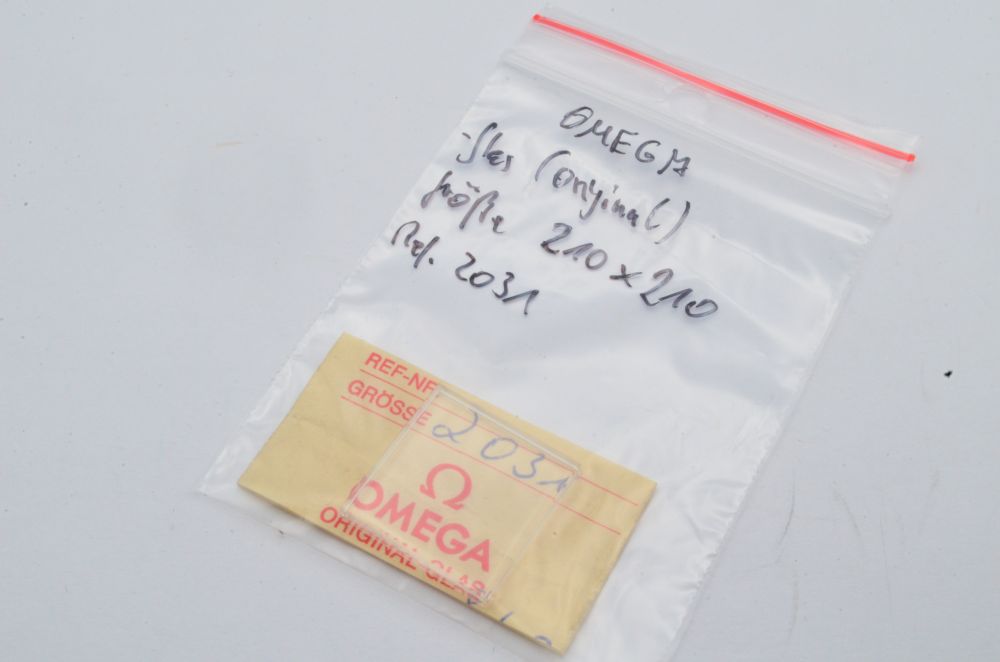 OMEGA
-Glas (original)
größe 210 x 210
Ref. 2031
REF-NR
GRÖSSE
2031
Ω
OMEGA
ORIGINAL-GLAS